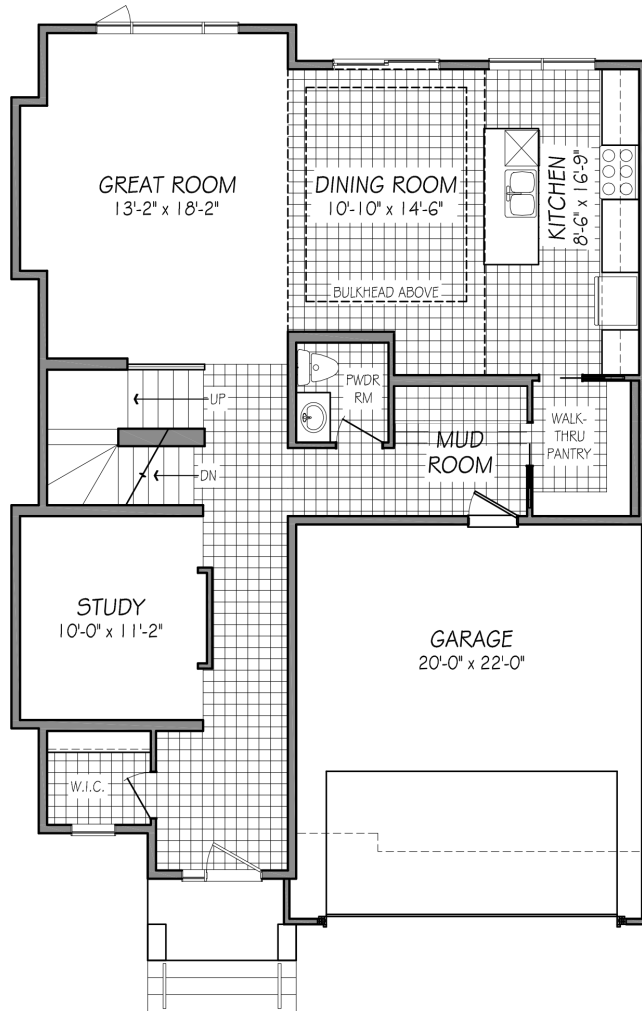 GREAT ROOM
13'-2" x 18'-2"
DINING ROOM
10'-10" x 14'-6"
BULKHEAD ABOVE
KITCHEN
8'-6" x 16'-9"
UP
DN
PWDR
RM
MUD
ROOM
WALK-
THRU
PANTRY
STUDY
10'-0" x 11'-2"
GARAGE
20'-0" x 22'-0"
W.I.C.